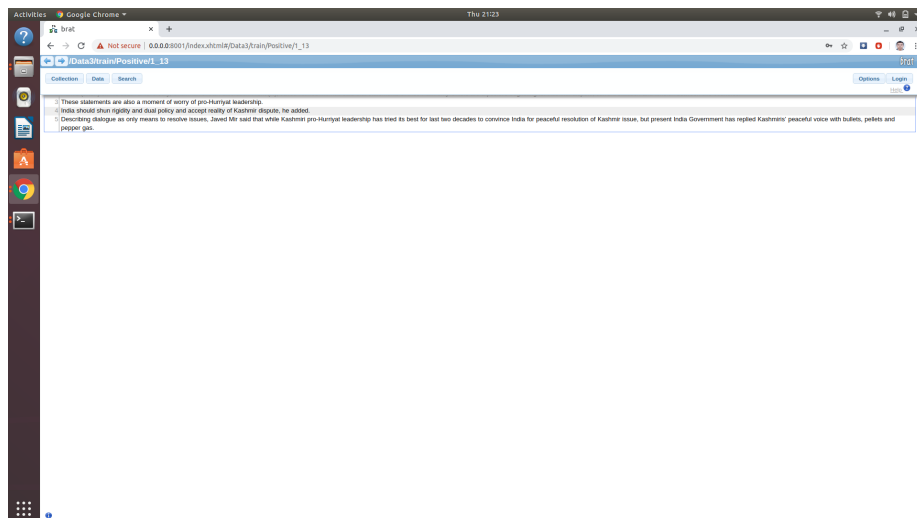 Activities
Google Chrome
Thu 21:23
brat
Not secure | 0.0.0.0:8001/index.xhtml#/Data3/train/Positive/1_13
/Data3/train/Positive/1_13
brat
Collection Data Search
Options Login
Help
3 These statements are also a moment of worry of pro-Hurriyat leadership.
4 India should shun rigidity and dual policy and accept reality of Kashmir dispute, he added.
5 Describing dialogue as only means to resolve issues, Javed Mir said that while Kashmiri pro-Hurriyat leadership has tried its best for last two decades to convince India for peaceful resolution of Kashmir issue, but present India Government has replied Kashmiris' peaceful voice with bullets, pellets and
pepper gas.